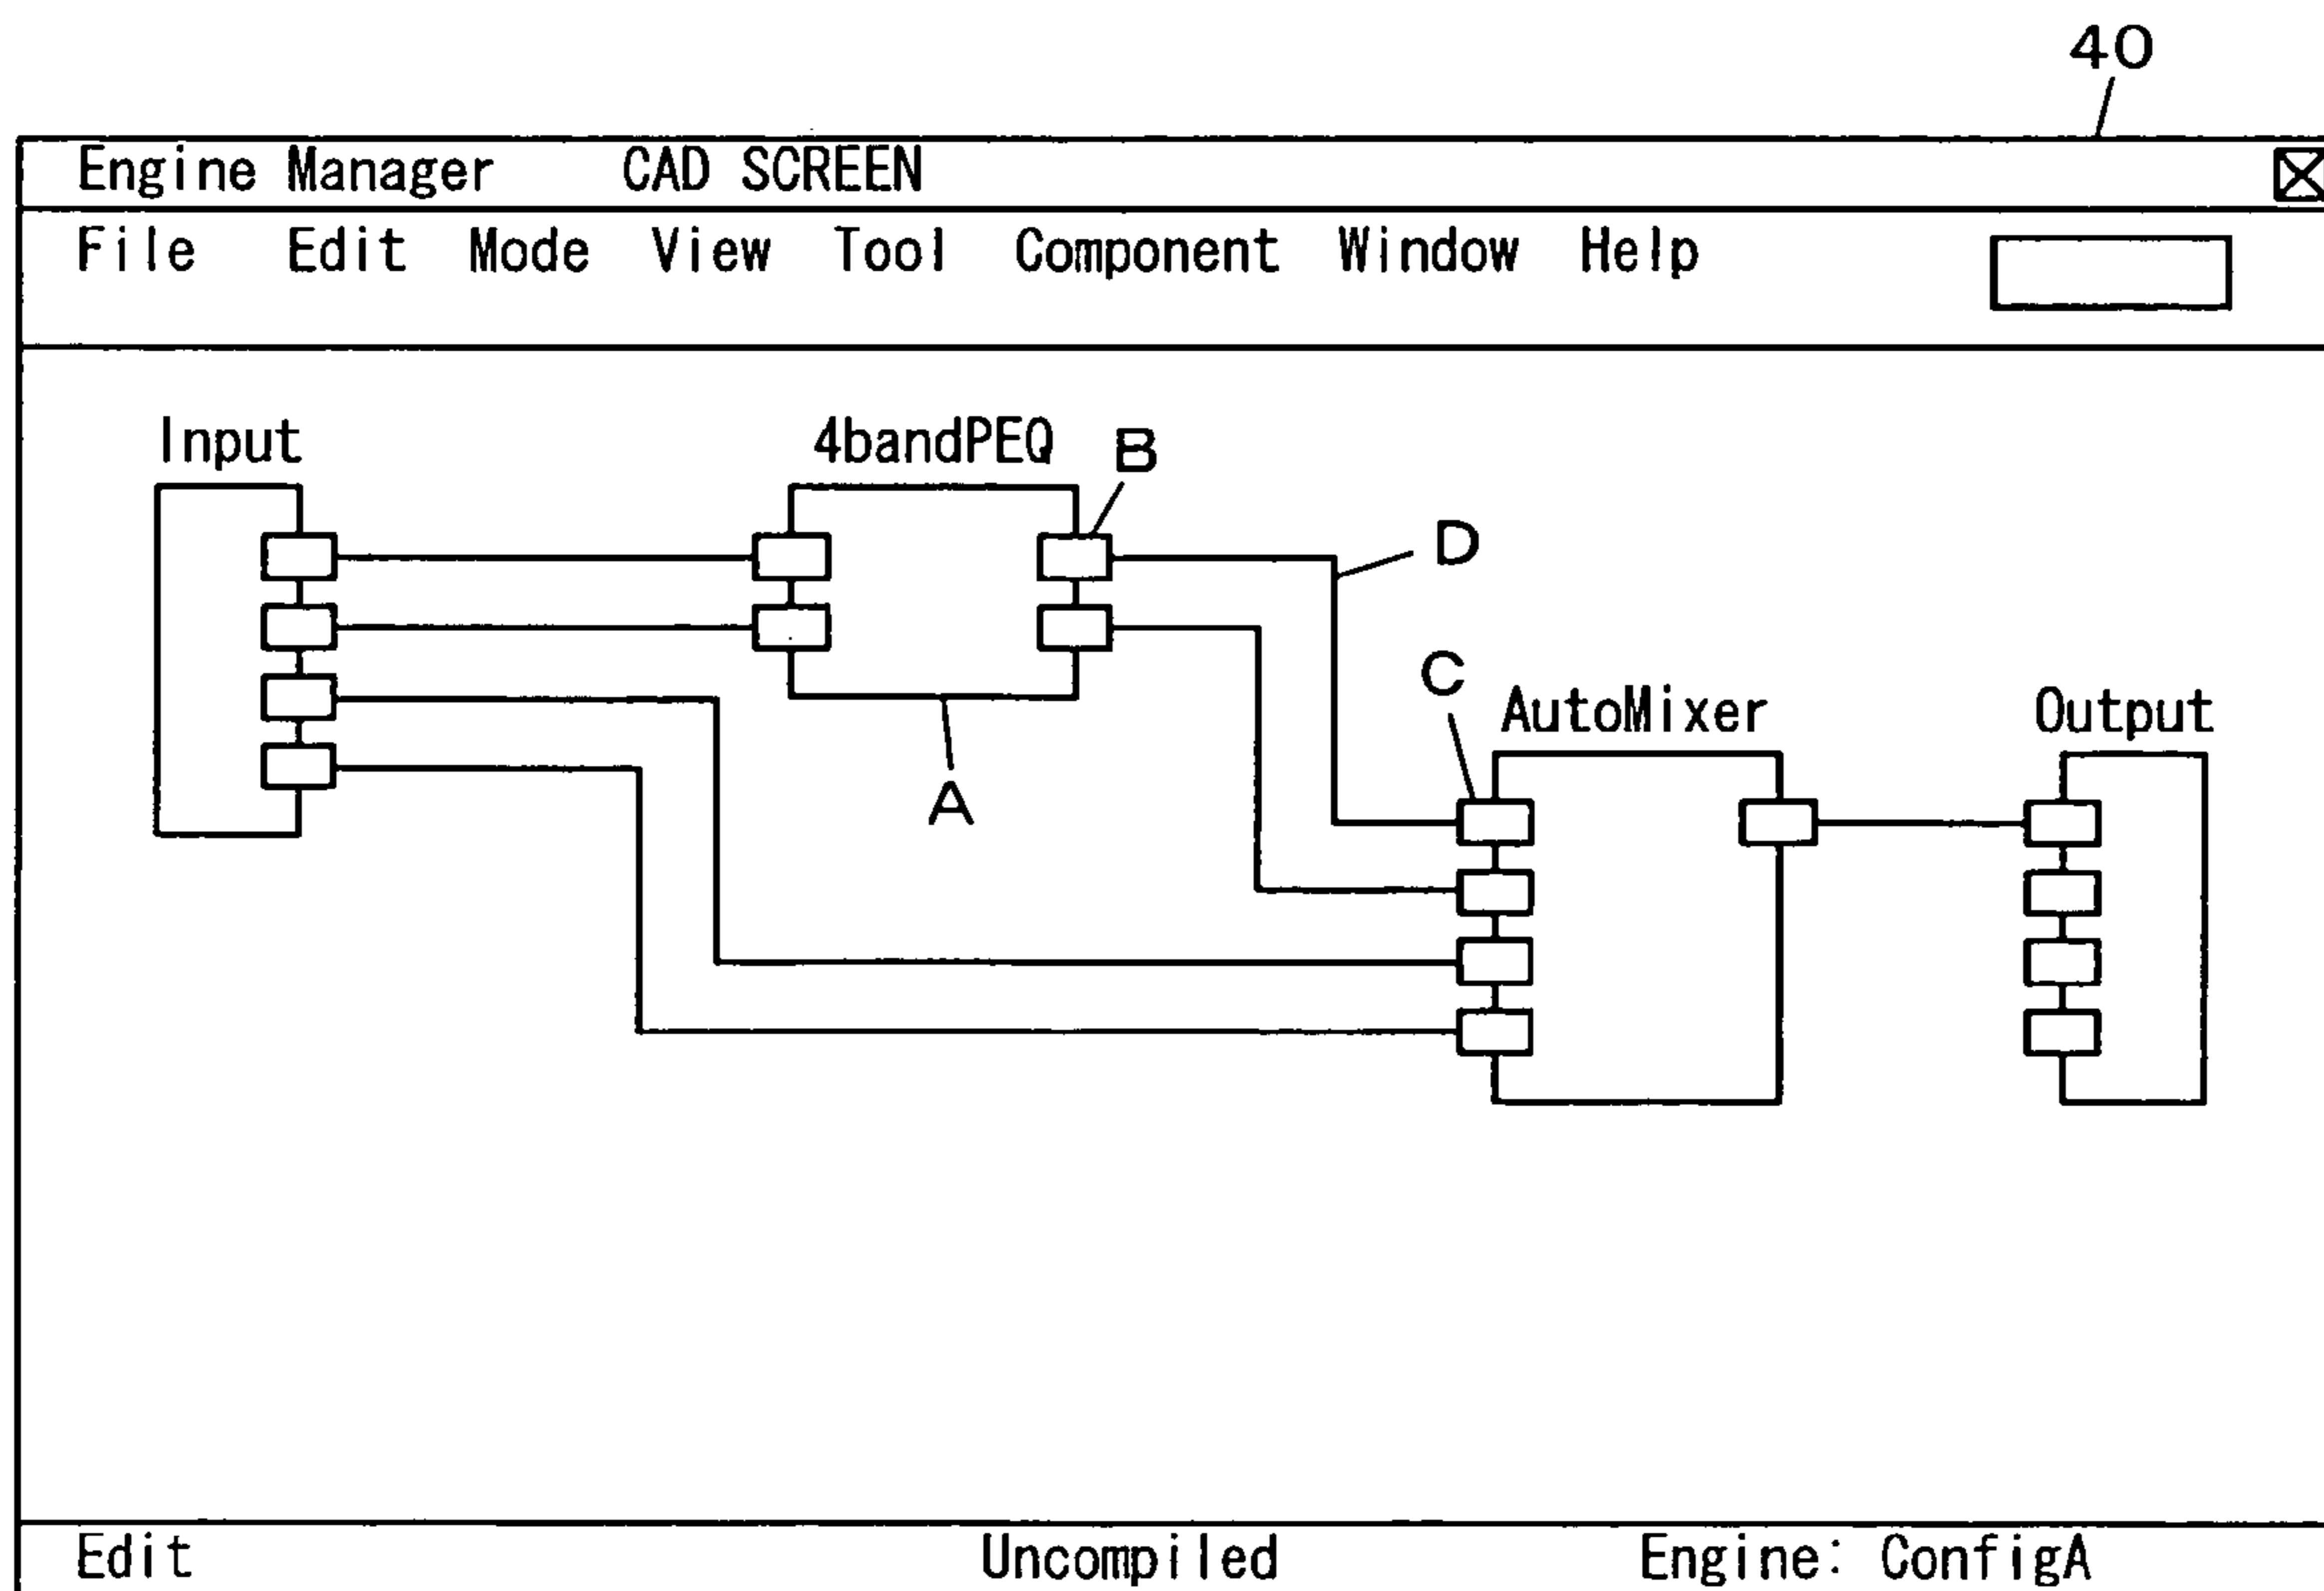 40
Engine Manager CAD SCREEN
File Edit Mode View Tool Component Window Help
Input
4bandPEQ
B
D
C
A
AutoMixer
Output
Edit Uncompiled Engine: ConfigA